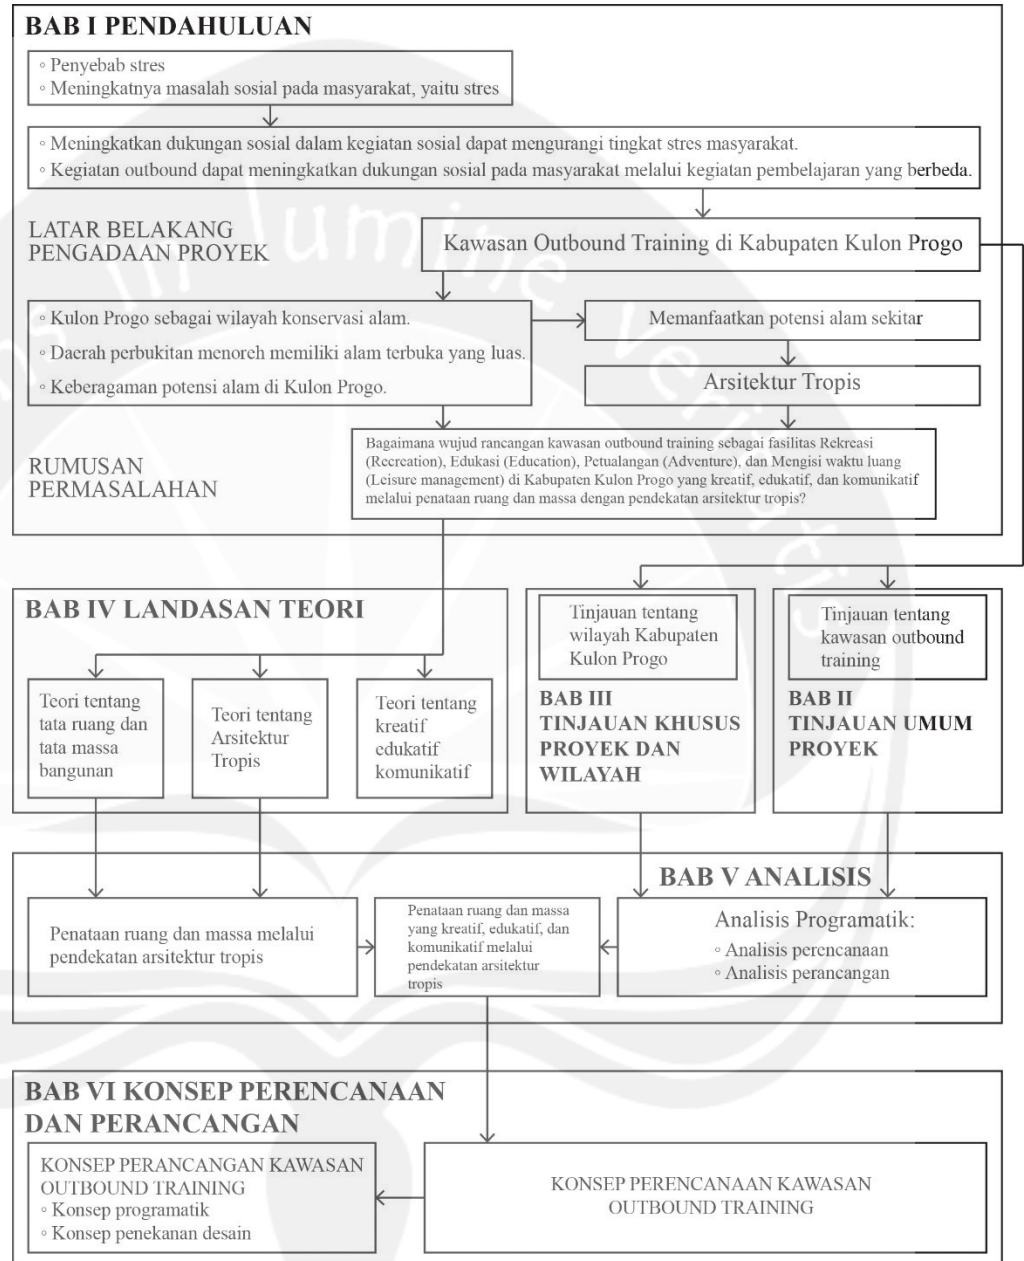 BAB I PENDAHULUAN
◦ Penyebab stres
◦ Meningkatnya masalah sosial pada masyarakat, yaitu stres
◦ Meningkatkan dukungan sosial dalam kegiatan sosial dapat mengurangi tingkat stres masyarakat.
◦ Kegiatan outbound dapat meningkatkan dukungan sosial pada masyarakat melalui kegiatan pembelajaran yang berbeda.
LATAR BELAKANG
PENGADAAN PROYEK
Kawasan Outbound Training di Kabupaten Kulon Progo
◦ Kulon Progo sebagai wilayah konservasi alam.
◦ Daerah perbukitan menoreh memiliki alam terbuka yang luas.
◦ Keberagaman potensi alam di Kulon Progo.
Memanfaatkan potensi alam sekitar
Arsitektur Tropis
RUMUSAN
PERMASALAHAN
Bagaimana wujud rancangan kawasan outbound training sebagai fasilitas Rekreasi
(Recreation), Edukasi (Education), Petualangan (Adventure), dan Mengisi waktu luang
(Leisure management) di Kabupaten Kulon Progo yang kreatif, edukatif, dan komunikatif
melalui penataan ruang dan massa dengan pendekatan arsitektur tropis?
BAB IV LANDASAN TEORI
Teori tentang
tata ruang dan
tata massa
bangunan
Teori tentang
Arsitektur
Tropis
Teori tentang
kreatif
edukatif
komunikatif
Tinjauan tentang
wilayah Kabupaten
Kulon Progo
BAB III
TINJAUAN KHUSUS
PROYEK DAN
WILAYAH
Tinjauan tentang
kawasan outbound
training
BAB II
TINJAUAN UMUM
PROYEK
BAB V ANALISIS
Penataan ruang dan massa melalui
pendekatan arsitektur tropis
Penataan ruang dan massa
yang kreatif, edukatif, dan
komunikatif melalui
pendekatan arsitektur
tropis
Analisis Programatik:
◦ Analisis perencanaan
◦ Analisis perancangan
BAB VI KONSEP PERENCANAAN
DAN PERANCANGAN
KONSEP PERANCANGAN KAWASAN
OUTBOUND TRAINING
◦ Konsep programatik
◦ Konsep penekanan desain
KONSEP PERENCANAAN KAWASAN
OUTBOUND TRAINING
in lumine Veritatis